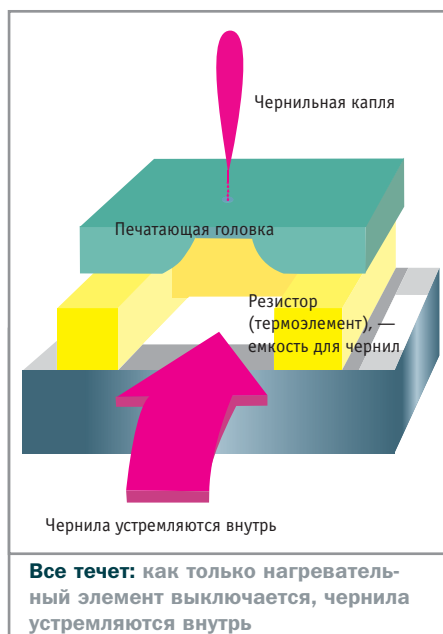 Чернильная капля
Печатающая головка
Резистор
(термоэлемент), —
емкость для чернил
Чернила устремляются внутрь
Все течет: как только нагреватель-
ный элемент выключается, чернила
устремляются внутрь